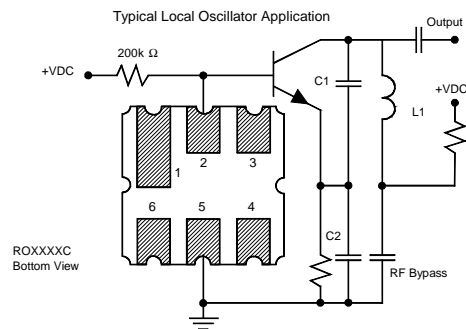 Typical Local Oscillator Application
Output
200k Ω
+VDC
C1
+VDC
L1
1
2
3
6
5
4
C2
ROXXXXC
Bottom View
RF Bypass